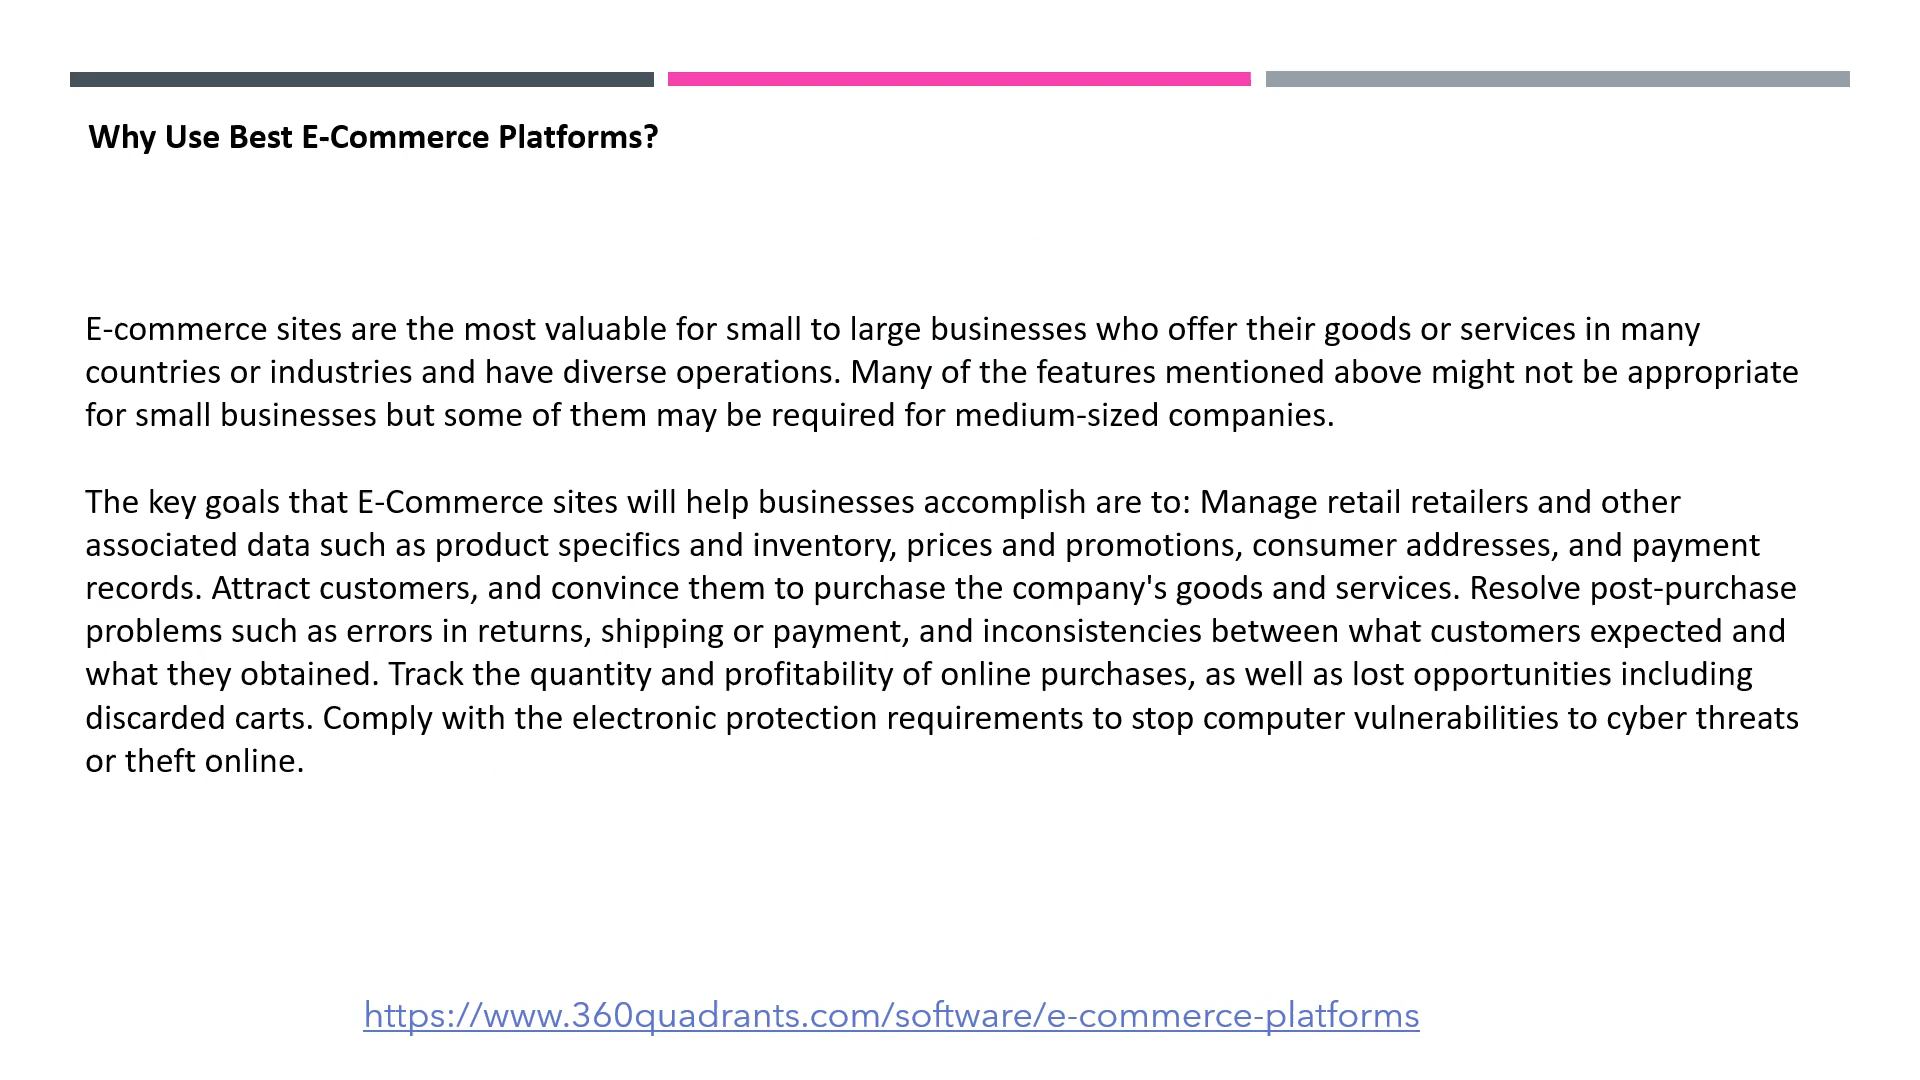 Why Use Best E-Commerce Platforms?
E-commerce sites are the most valuable for small to large businesses who offer their goods or services in many
countries or industries and have diverse operations. Many of the features mentioned above might not be appropriate
for small businesses but some of them may be required for medium-sized companies.
The key goals that E-Commerce sites will help businesses accomplish are to: Manage retail retailers and other
associated data such as product specifics and inventory, prices and promotions, consumer addresses, and payment
records. Attract customers, and convince them to purchase the company's goods and services. Resolve post-purchase
problems such as errors in returns, shipping or payment, and inconsistencies between what customers expected and
what they obtained. Track the quantity and profitability of online purchases, as well as lost opportunities including
discarded carts. Comply with the electronic protection requirements to stop computer vulnerabilities to cyber threats
or theft online.
https://www.360quadrants.com/software/e-commerce-platforms